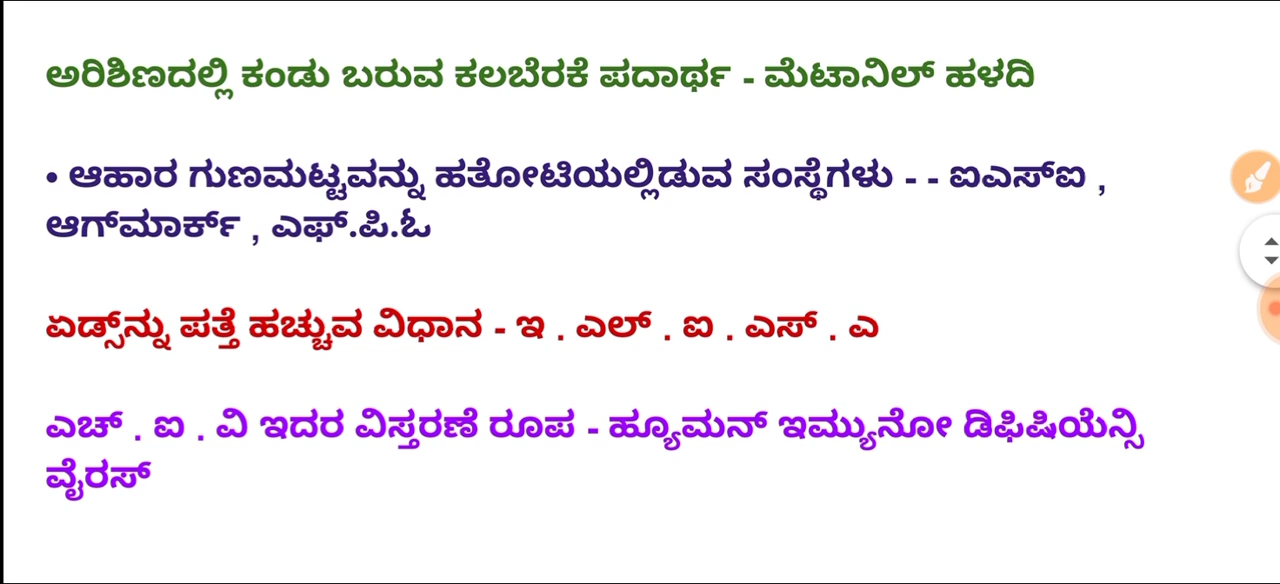 ಅರಿಶಿಣದಲ್ಲಿ ಕಂಡು ಬರುವ ಕಲಬೆರಕೆ ಪದಾರ್ಥ - ಮೆಟಾನಿಲ್ ಹಳದಿ
• ಆಹಾರ ಗುಣಮಟ್ಟವನ್ನು ಹತೋಟಿಯಲ್ಲಿಡುವ ಸಂಸ್ಥೆಗಳು - - ಐಎಸ್ಐ ,
ಆಗ್‌ಮಾರ್ಕ್ , ಎಫ್.ಪಿ.ಓ
ಏಡ್ಸ್‌ನ್ನು ಪತ್ತೆ ಹಚ್ಚುವ ವಿಧಾನ - ಇ . ಎಲ್ . ಐ . ಎಸ್ . ಎ
ಎಚ್ . ಐ . ವಿ ಇದರ ವಿಸ್ತರಣೆ ರೂಪ - ಹ್ಯೂಮನ್ ಇಮ್ಯುನೋ ಡಿಫಿಷಿಯೆನ್ಸಿ
ವೈರಸ್